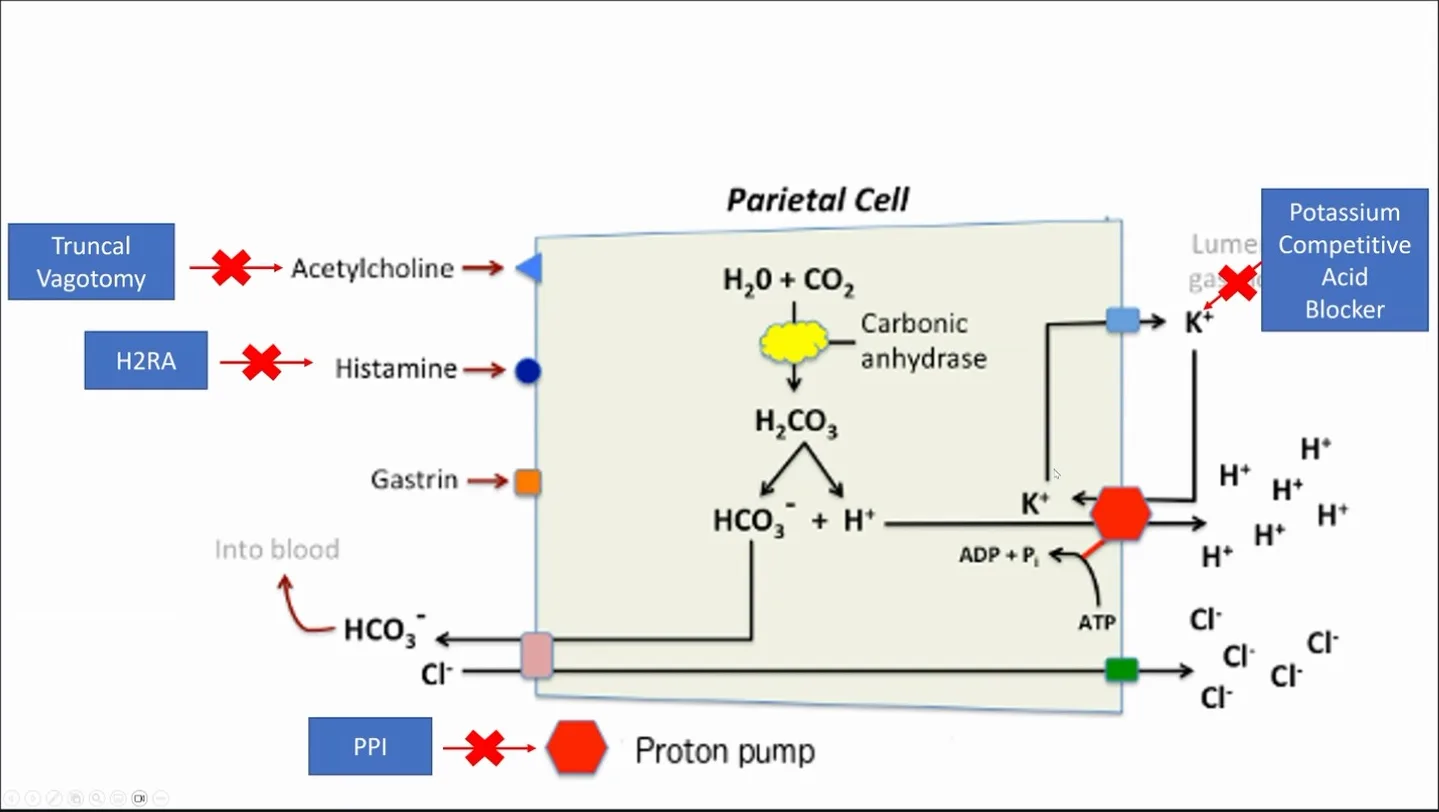 Parietal Cell
Truncal
Vagotomy
Acetylcholine
H2RA
Histamine
Gastrin
Into blood
HCO₃⁻
Cl⁻
H₂0 + CO₂
Carbonic
anhydrase
H₂CO₃
HCO₃⁻ + H⁺
K⁺
ADP + Pᵢ
ATP
Potassium
Competitive
Acid
Blocker
K⁺
H⁺
H⁺
H⁺
H⁺
H⁺
H⁺
Cl⁻
Cl⁻
Cl⁻
Cl⁻
Cl⁻
PPI
Proton pump